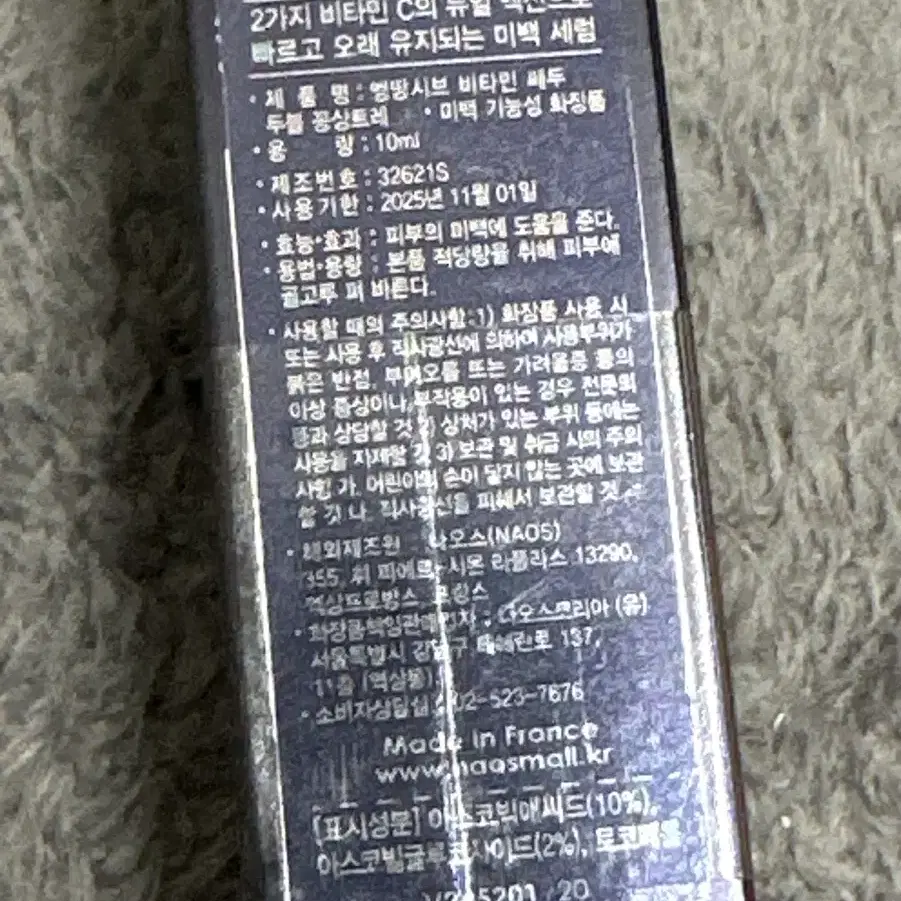 2가지 비타민 C의 듀얼 액션으로
빠르고 오래 유지되는 미백 세럼
• 제 품 명 : 엉땅시브 비타민 쎄두
두블 꽁상트레 • 미백 기능성 화장품
• 용 량 : 10ml
• 제조번호 : 32621S
• 사용기한 : 2025년 11월 01일
• 효능•효과 : 피부의 미백에 도움을 준다.
• 용법•용량 : 본품 적당량을 취해 피부에
골고루 펴 바른다.
• 사용할 때의 주의사항:1) 화장품 사용 시
또는 사용 후 직사광선에 의하여 사용부위가
붉은 반점, 부어오름 또는 가려움증 등의
이상 증상이나 부작용이 있는 경우 전문의
등과 상담할 것 2) 상처가 있는 부위 등에는
사용을 자제할 것 3) 보관 및 취급 시의 주의
사항 가. 어린이의 손이 닿지 않는 곳에 보관
할 것 나. 직사광선을 피해서 보관할 것
• 해외제조원 나오스(NAOS)
355, 뤼 피에르-시몬 라플라스 13290,
엑상프로방스, 프랑스
• 화장품책임판매업자 : 나오스코리아 (유)
서울특별시 강남구 테헤란로 137,
11층 (역삼동)
• 소비자상담실 : 02-523-7676
Made in France
www.naosmall.kr
[표시성분] 아스코빅애씨드(10%),
아스코빌글루코사이드(2%), 토코페롤